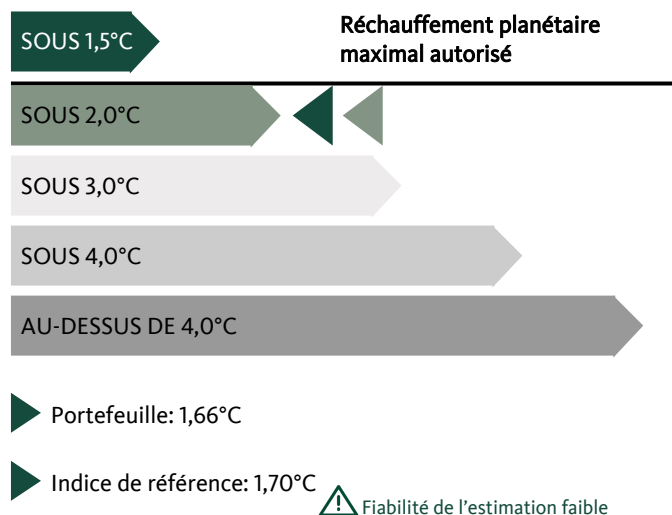 SOUS 1,5°C
Réchauffement planétaire
maximal autorisé
SOUS 2,0°C
SOUS 3,0°C
SOUS 4,0°C
AU-DESSUS DE 4,0°C
Portefeuille: 1,66°C
Indice de référence: 1,70°C
Fiabilité de l'estimation faible